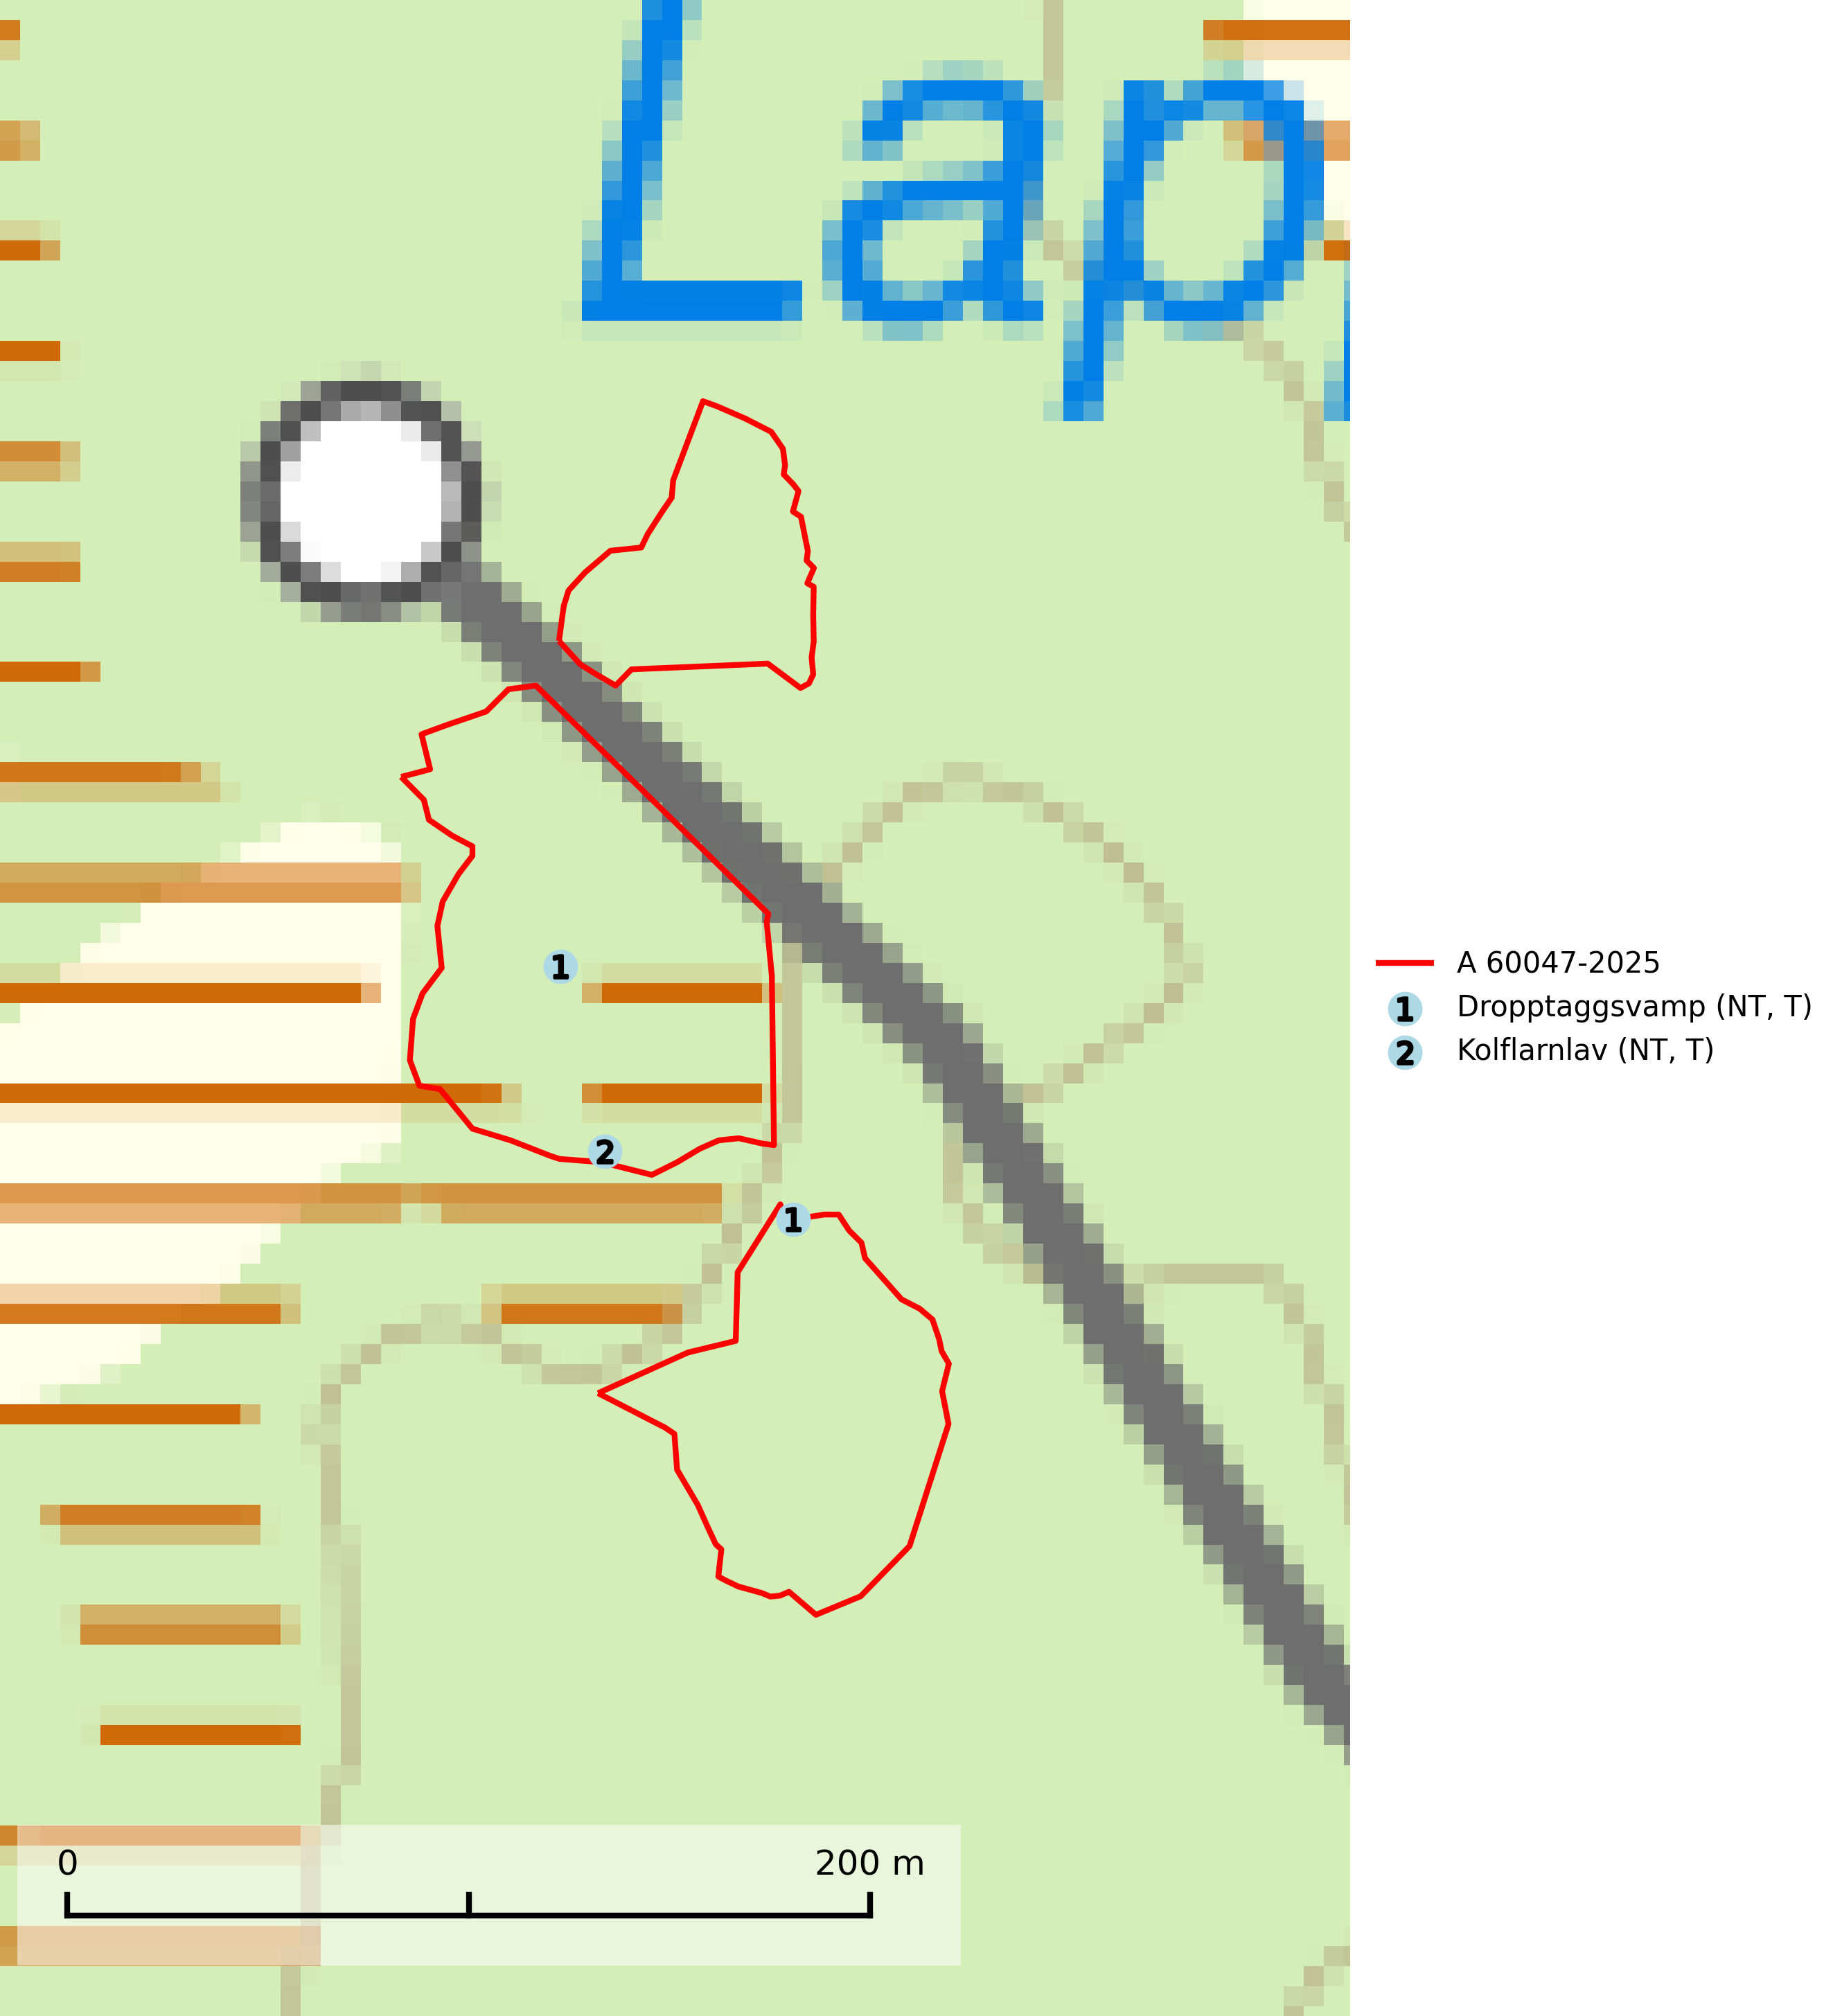 Lap
1
2
1
A 60047-2025
1 Dropptaggsvamp (NT, T)
2 Kolflarnlav (NT, T)
0 200 m